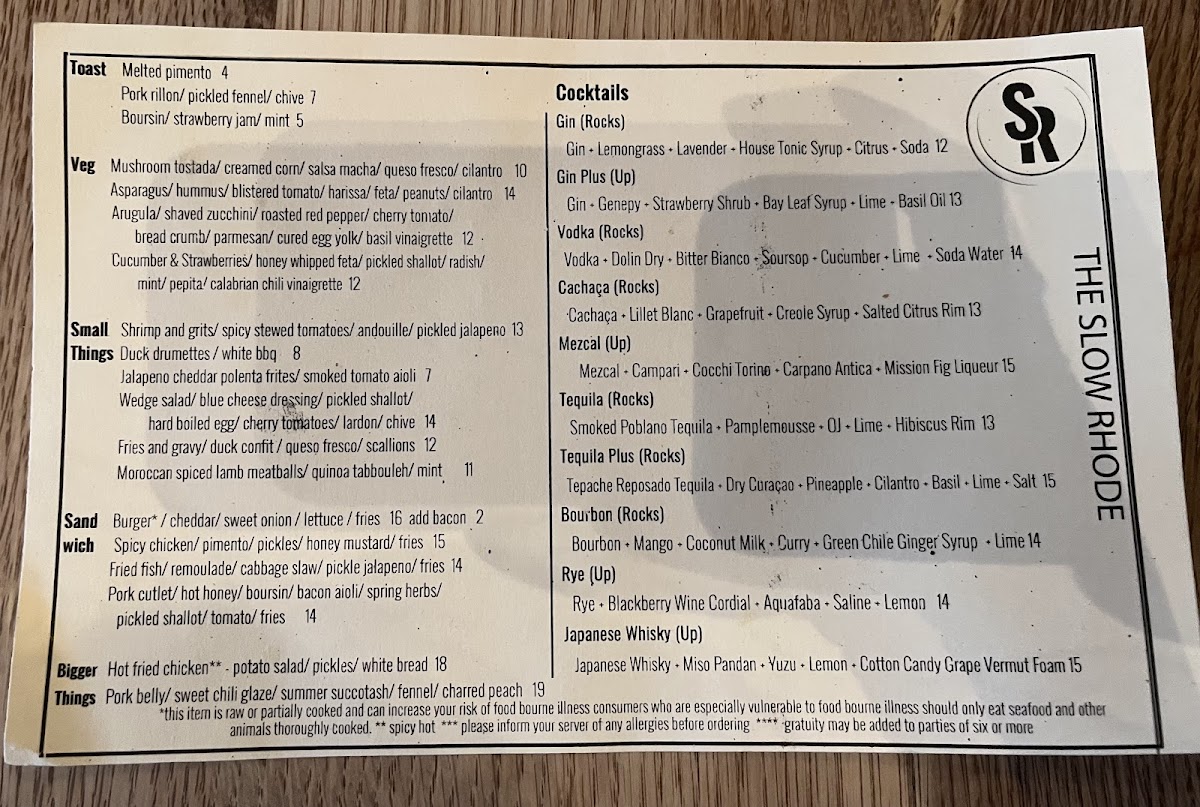 Toast Melted pimento 4
Pork rillon/ pickled fennel/ chive 7
Boursin/ strawberry jam/ mint 5
Veg Mushroom tostada/ creamed corn/ salsa macha/ queso fresco/ cilantro 10
Asparagus/ hummus/ blistered tomato/ harissa/ feta/ peanuts/ cilantro 14
Arugula/ shaved zucchini/ roasted red pepper/ cherry tomato/
bread crumb/ parmesan/ cured egg yolk/ basil vinaigrette 12
Cucumber & Strawberries/ honey whipped feta/ pickled shallot/ radish/
mint/ pepita/ calabrian chili vinaigrette 12
Small Shrimp and grits/ spicy stewed tomatoes/ andouille/ pickled jalapeno 13
Things Duck drumettes / white bbq 8
Jalapeno cheddar polenta frites/ smoked tomato aioli 7
Wedge salad/ blue cheese dressing/ pickled shallot/
hard boiled egg/ cherry tomatoes/ lardon/ chive 14
Fries and gravy/ duck confit / queso fresco/ scallions 12
Moroccan spiced lamb meatballs/ quinoa tabbouleh/ mint 11
Sand Burger* / cheddar/ sweet onion / lettuce / fries 16 add bacon 2
wich Spicy chicken/ pimento/ pickles/ honey mustard/ fries 15
Fried fish/ remoulade/ cabbage slaw/ pickle jalapeno/ fries 14
Pork cutlet/ hot honey/ boursin/ bacon aioli/ spring herbs/
pickled shallot/ tomato/ fries 14
Bigger Hot fried chicken** - potato salad/ pickles/ white bread 18
Things Pork belly/ sweet chili glaze/ summer succotash/ fennel/ charred peach 19
Cocktails
Gin (Rocks)
Gin • Lemongrass • Lavender • House Tonic Syrup • Citrus • Soda 12
Gin Plus (Up)
Gin • Genepy • Strawberry Shrub • Bay Leaf Syrup • Lime • Basil Oil 13
Vodka (Rocks)
Vodka • Dolin Dry • Bitter Bianco • Soursop • Cucumber • Lime • Soda Water 14
Cachaça (Rocks)
Cachaça • Lillet Blanc • Grapefruit • Creole Syrup • Salted Citrus Rim 13
Mezcal (Up)
Mezcal • Campari • Cocchi Torino • Carpano Antica • Mission Fig Liqueur 15
Tequila (Rocks)
Smoked Poblano Tequila • Pamplemousse • OJ • Lime • Hibiscus Rim 13
Tequila Plus (Rocks)
Tepache Reposado Tequila • Dry Curaçao • Pineapple • Cilantro • Basil • Lime • Salt 15
Bourbon (Rocks)
Bourbon • Mango • Coconut Milk • Curry • Green Chile Ginger Syrup • Lime 14
Rye (Up)
Rye • Blackberry Wine Cordial • Aquafaba • Saline • Lemon 14
Japanese Whisky (Up)
Japanese Whisky • Miso Pandan • Yuzu • Lemon • Cotton Candy Grape Vermut Foam 15
SR
THE SLOW RHODE
*this item is raw or partially cooked and can increase your risk of food bourne illness consumers who are especially vulnerable to food bourne illness should only eat seafood and other
animals thoroughly cooked. ** spicy hot *** please inform your server of any allergies before ordering **** gratuity may be added to parties of six or more